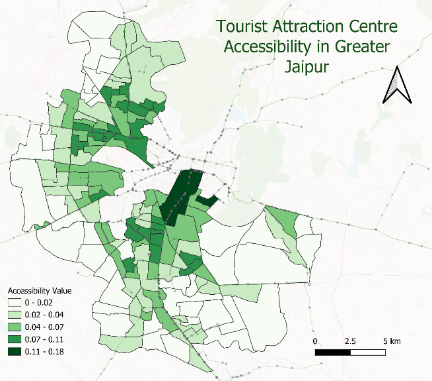 Tourist Attraction Centre
Accessibility in Greater
Jaipur
Accessibility Value
0 - 0.02
0.02 - 0.04
0.04 - 0.07
0.07 - 0.11
0.11 - 0.18
0 2.5 5 km